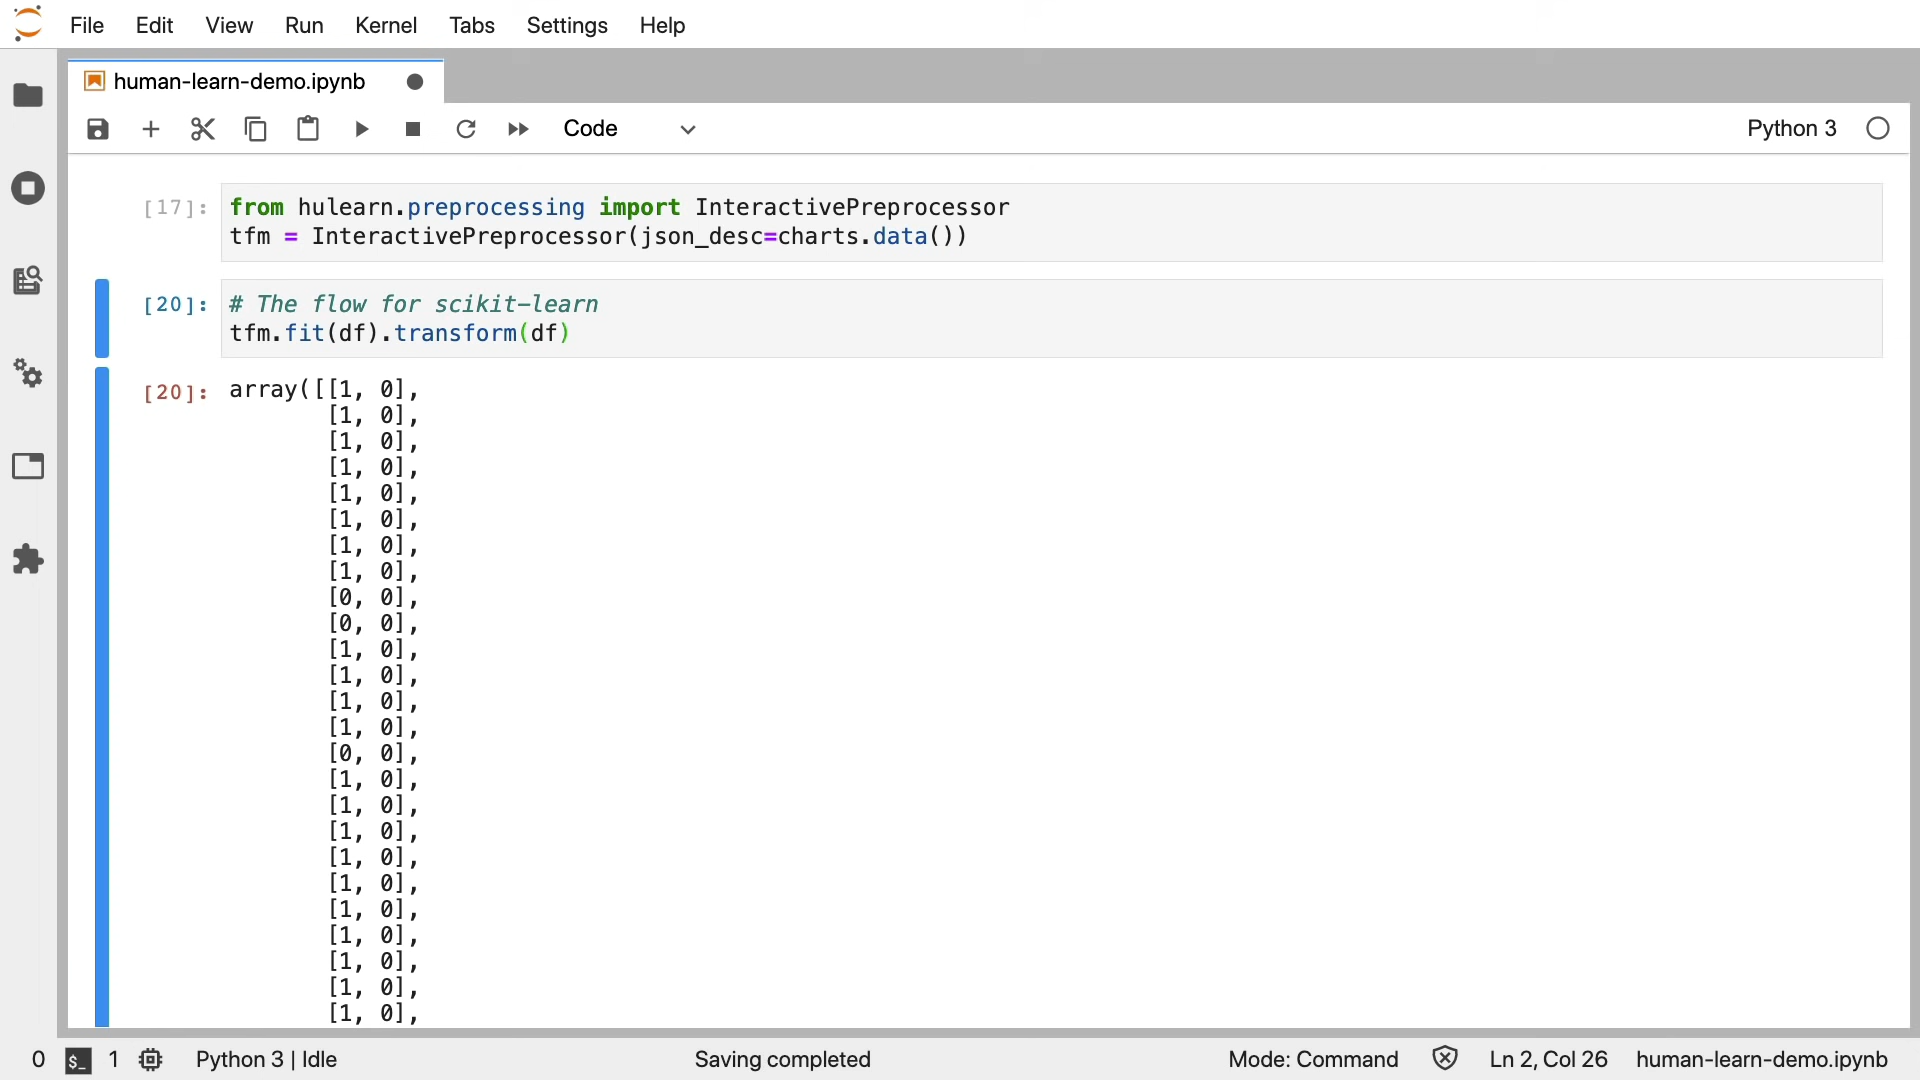 File Edit View Run Kernel Tabs Settings Help
human-learn-demo.ipynb
Code Python 3
[17]: from hulearn.preprocessing import InteractivePreprocessor
tfm = InteractivePreprocessor(json_desc=charts.data())
[20]: # The flow for scikit-learn
tfm.fit(df).transform(df)
[20]: array([[1, 0],
[1, 0],
[1, 0],
[1, 0],
[1, 0],
[1, 0],
[1, 0],
[1, 0],
[0, 0],
[0, 0],
[1, 0],
[1, 0],
[1, 0],
[1, 0],
[0, 0],
[1, 0],
[1, 0],
[1, 0],
[1, 0],
[1, 0],
[1, 0],
[1, 0],
[1, 0],
[1, 0],
[1, 0],
0 $_ 1 Python 3 | Idle Saving completed Mode: Command Ln 2, Col 26 human-learn-demo.ipynb